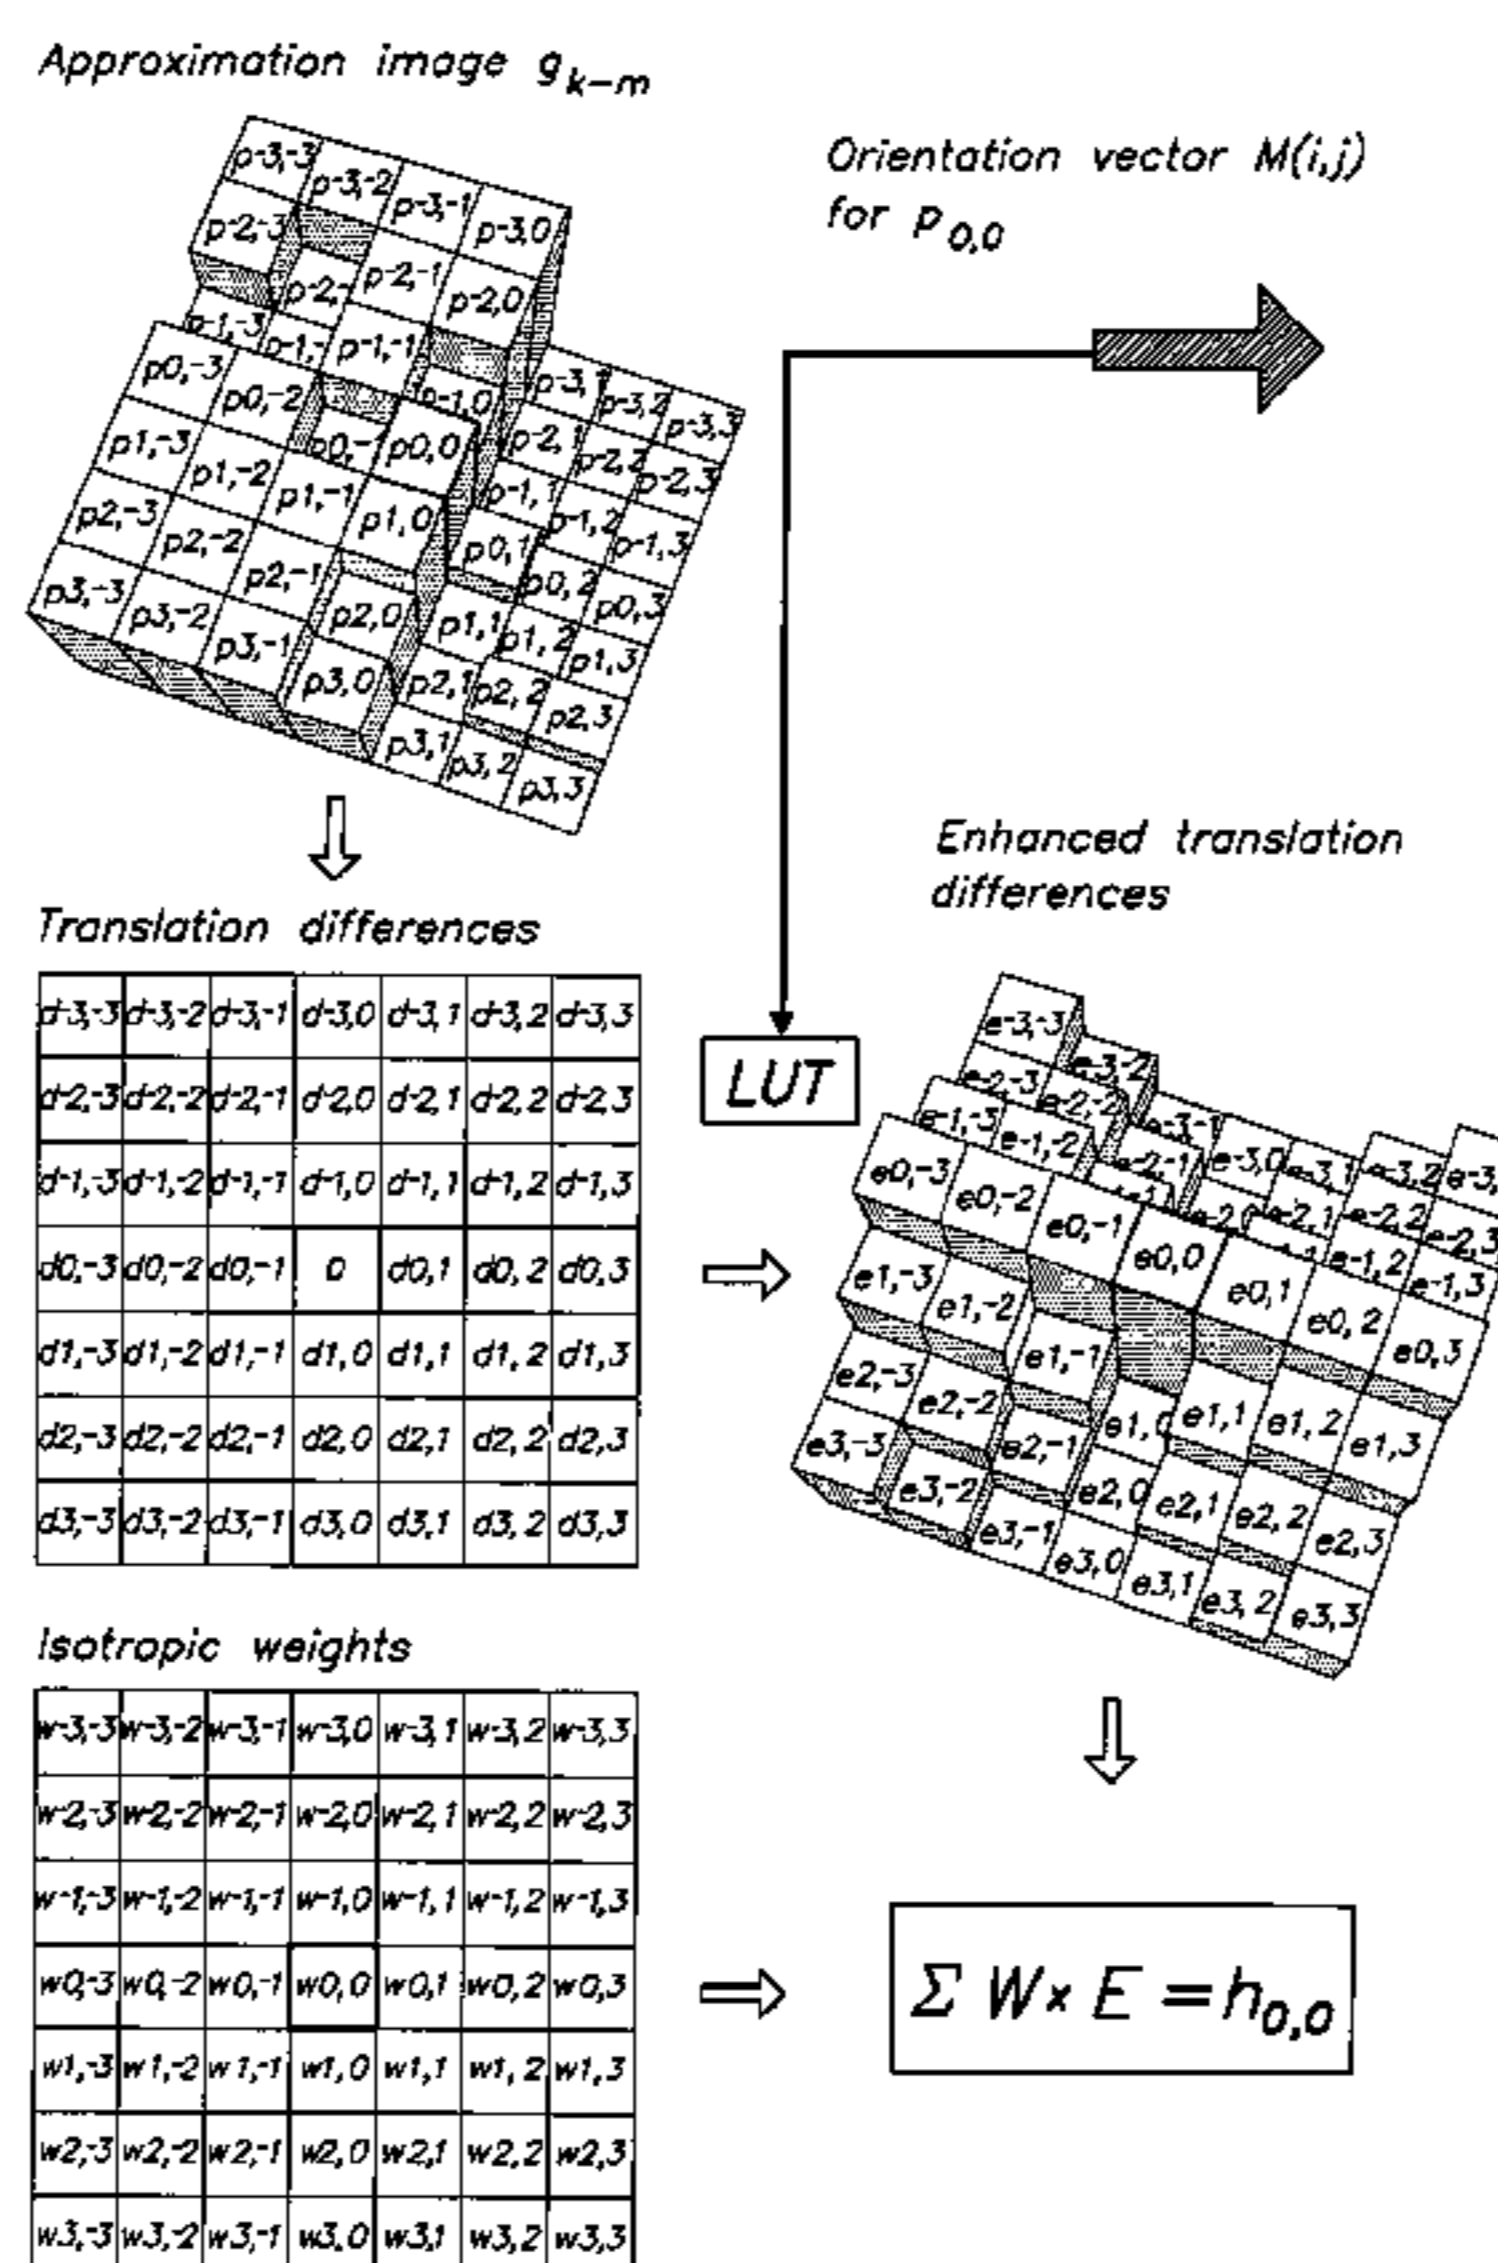 Approximation image g k-m
p-3,-3 p-3,-2 p-3,-1 p-3,0
p-2,-3 p-2,- p-2,-1 p-2,0
p-1,-3 p-1,- p-1,-1 p-1,0
p-3,1 p-3,2 p-3,3
p-2,1 p-2,2 p-2,3
p-1,1 p-1,2 p-1,3
p0,-3 p0,-2 p0,-1 p0,0 p0,1 p0,2 p0,3
p1,-3 p1,-2 p1,-1 p1,0 p1,1 p1,2 p1,3
p2,-3 p2,-2 p2,-1 p2,0 p2,1 p2,2 p2,3
p3,-3 p3,-2 p3,-1 p3,0 p3,1 p3,2 p3,3
Orientation vector M(i,j)
for p 0,0
Translation differences
d-3,-3 d-3,-2 d-3,-1 d-3,0 d-3,1 d-3,2 d-3,3
d-2,-3 d-2,-2 d-2,-1 d-2,0 d-2,1 d-2,2 d-2,3
d-1,-3 d-1,-2 d-1,-1 d-1,0 d-1,1 d-1,2 d-1,3
d0,-3 d0,-2 d0,-1 0 d0,1 d0,2 d0,3
d1,-3 d1,-2 d1,-1 d1,0 d1,1 d1,2 d1,3
d2,-3 d2,-2 d2,-1 d2,0 d2,1 d2,2 d2,3
d3,-3 d3,-2 d3,-1 d3,0 d3,1 d3,2 d3,3
LUT
Enhanced translation
differences
e-3,-3 e-3,-2 e-3,-1 e-3,0 e-3,1 e-3,2 e-3,
e-2,-3 e-2,-2 e-2,-1 e-2,0 e-2,1 e-2,2 e-2,3
e-1,-3 e-1,-2 e-1,2 e-1,3
e0,-3 e0,-2 e0,-1 e0,0 e0,1 e0,2 e0,3
e1,-3 e1,-2 e1,-1 e1,0 e1,1 e1,2 e1,3
e2,-3 e2,-2 e2,-1 e2,0 e2,1 e2,2 e2,3
e3,-3 e3,-2 e3,-1 e3,0 e3,1 e3,2 e3,3
Isotropic weights
w-3,-3 w-3,-2 w-3,-1 w-3,0 w-3,1 w-3,2 w-3,3
w-2,-3 w-2,-2 w-2,-1 w-2,0 w-2,1 w-2,2 w-2,3
w-1,-3 w-1,-2 w-1,-1 w-1,0 w-1,1 w-1,2 w-1,3
w0,-3 w0,-2 w0,-1 w0,0 w0,1 w0,2 w0,3
w1,-3 w1,-2 w1,-1 w1,0 w1,1 w1,2 w1,3
w2,-3 w2,-2 w2,-1 w2,0 w2,1 w2,2 w2,3
w3,-3 w3,-2 w3,-1 w3,0 w3,1 w3,2 w3,3
Σ W× E = h 0,0